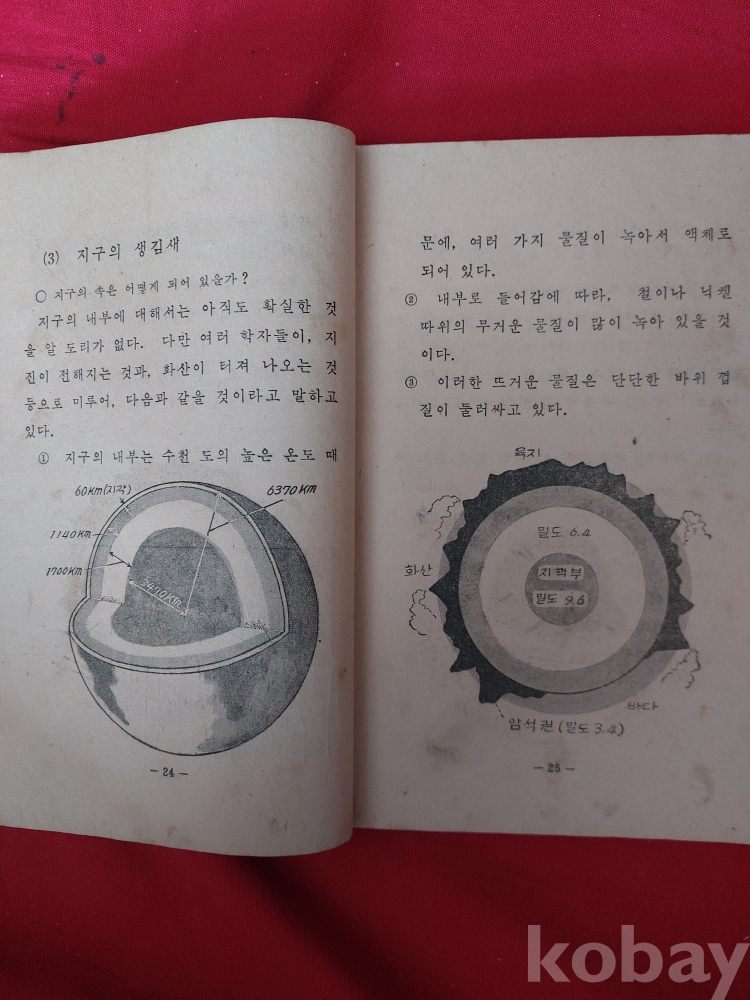 (3) 지구의 생김새
○ 지구의 속은 어떻게 되어 있을가?
지구의 내부에 대해서는 아직도 확실한 것
을 알 도리가 없다. 다만 여러 학자들이, 지
진이 전해지는 것과, 화산이 터져 나오는 것
등으로 미루어, 다음과 같을 것이라고 말하고
있다.
① 지구의 내부는 수천 도의 높은 온도 때
60KM(지각)
6370KM
1140KM
1700KM
3470KM
— 24 —
문에, 여러 가지 물질이 녹아서 액체로
되어 있다.
② 내부로 들어감에 따라, 철이나 닉켈
따위의 무거운 물질이 많이 녹아 있을 것
이다.
③ 이러한 뜨거운 물질은 단단한 바위 껍
질이 둘러싸고 있다.
육지
밀도 6.4
화산
지핵부
밀도 9.6
바다
암석권 (밀도 3.4)
— 25 —
kobay